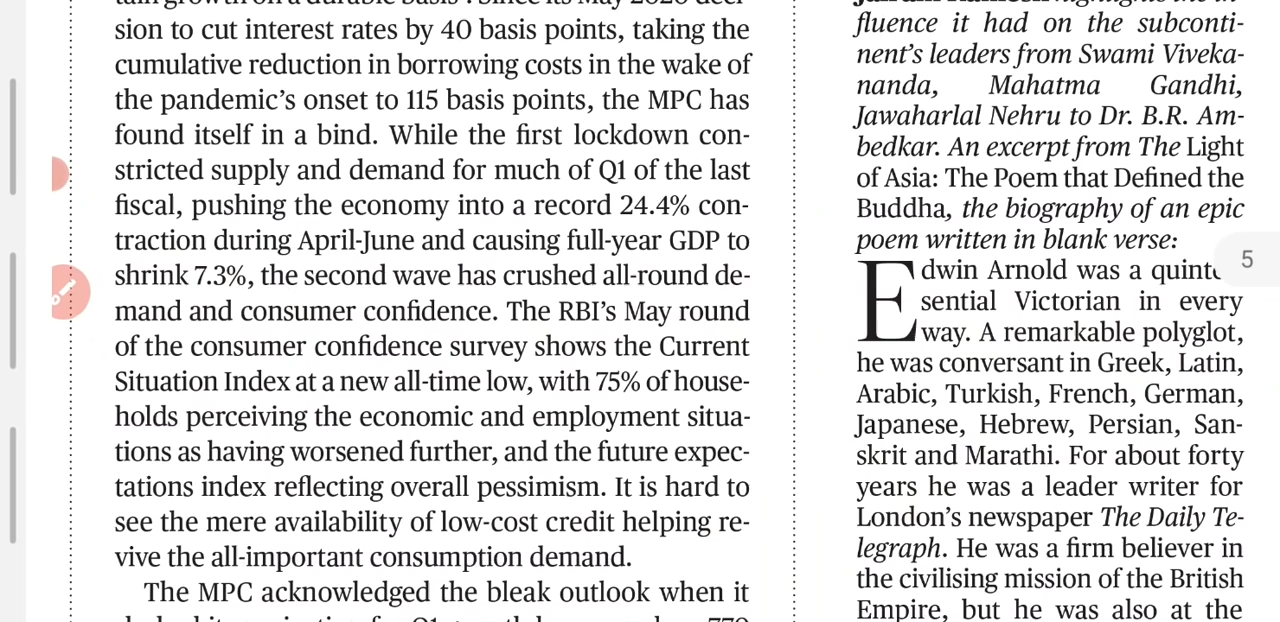 sion to cut interest rates by 40 basis points, taking the
cumulative reduction in borrowing costs in the wake of
the pandemic's onset to 115 basis points, the MPC has
found itself in a bind. While the first lockdown con-
stricted supply and demand for much of Q1 of the last
fiscal, pushing the economy into a record 24.4% con-
traction during April-June and causing full-year GDP to
shrink 7.3%, the second wave has crushed all-round de-
mand and consumer confidence. The RBI's May round
of the consumer confidence survey shows the Current
Situation Index at a new all-time low, with 75% of house-
holds perceiving the economic and employment situa-
tions as having worsened further, and the future expec-
tations index reflecting overall pessimism. It is hard to
see the mere availability of low-cost credit helping re-
vive the all-important consumption demand.
The MPC acknowledged the bleak outlook when it
fluence it had on the subconti-
nent's leaders from Swami Viveka-
nanda, Mahatma Gandhi,
Jawaharlal Nehru to Dr. B.R. Am-
bedkar. An excerpt from The Light
of Asia: The Poem that Defined the
Buddha, the biography of an epic
poem written in blank verse:
Edwin Arnold was a quinte
sential Victorian in every
way. A remarkable polyglot,
he was conversant in Greek, Latin,
Arabic, Turkish, French, German,
Japanese, Hebrew, Persian, San-
skrit and Marathi. For about forty
years he was a leader writer for
London's newspaper The Daily Te-
legraph. He was a firm believer in
the civilising mission of the British
Empire, but he was also at the
5